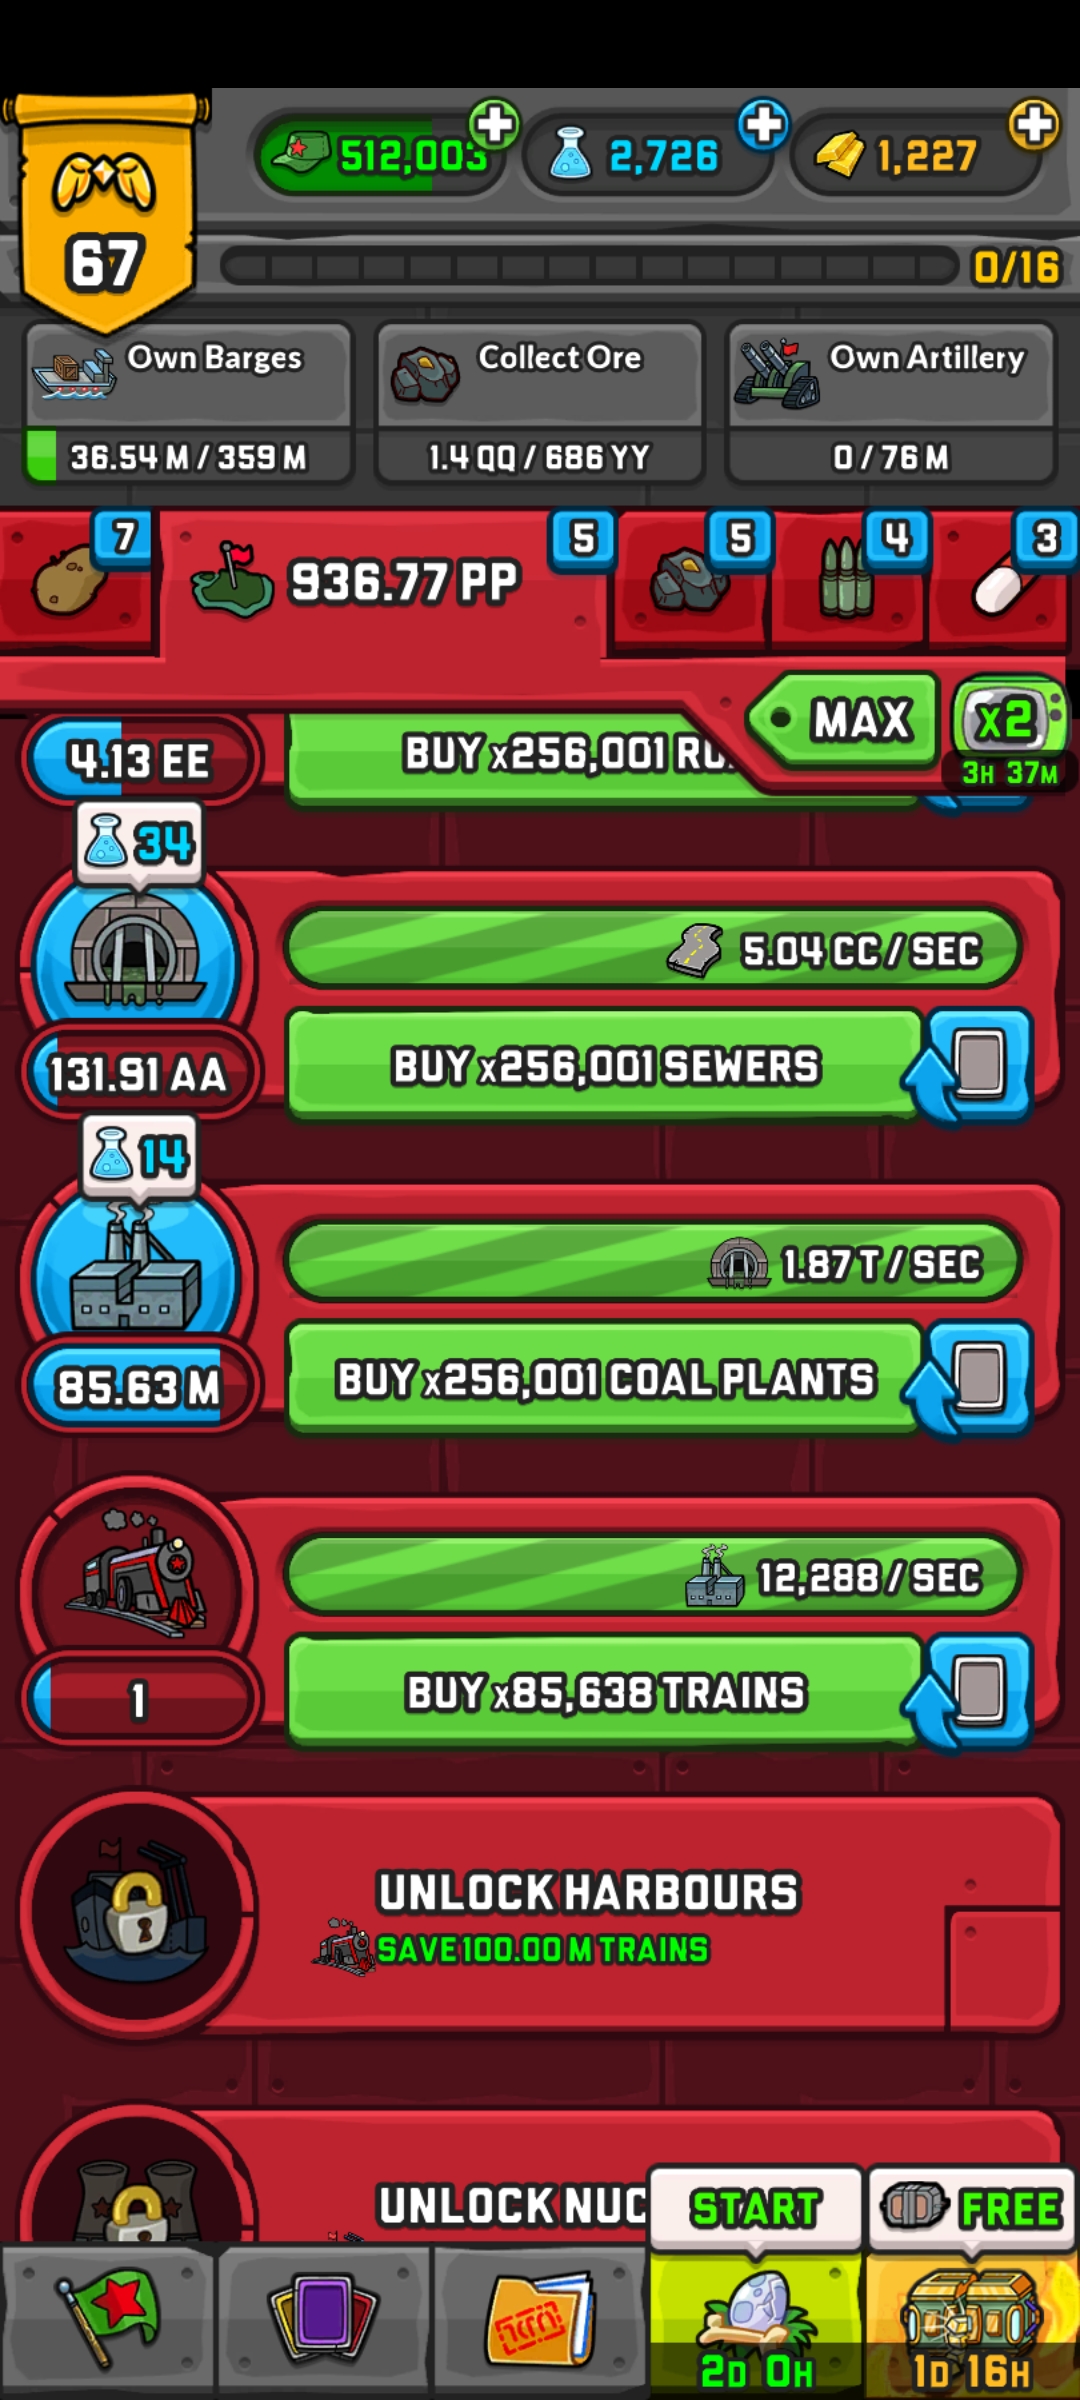 512,003
2,726
1,227
67
0/16
Own Barges
36.54 M / 359 M
Collect Ore
1.4 QQ / 686 YY
Own Artillery
0 / 76 M
7
936.77 PP
5
5
4
3
MAX
x2
3H 37M
4.13 EE
BUY x256,001
34
5.04 CC / SEC
131.91 AA
BUY x256,001 SEWERS
14
1.87 T / SEC
85.63 M
BUY x256,001 COAL PLANTS
12,288 / SEC
1
BUY x85,638 TRAINS
UNLOCK HARBOURS
SAVE 100.00 M TRAINS
UNLOCK NUC
START
FREE
2D 0H
1D 16H